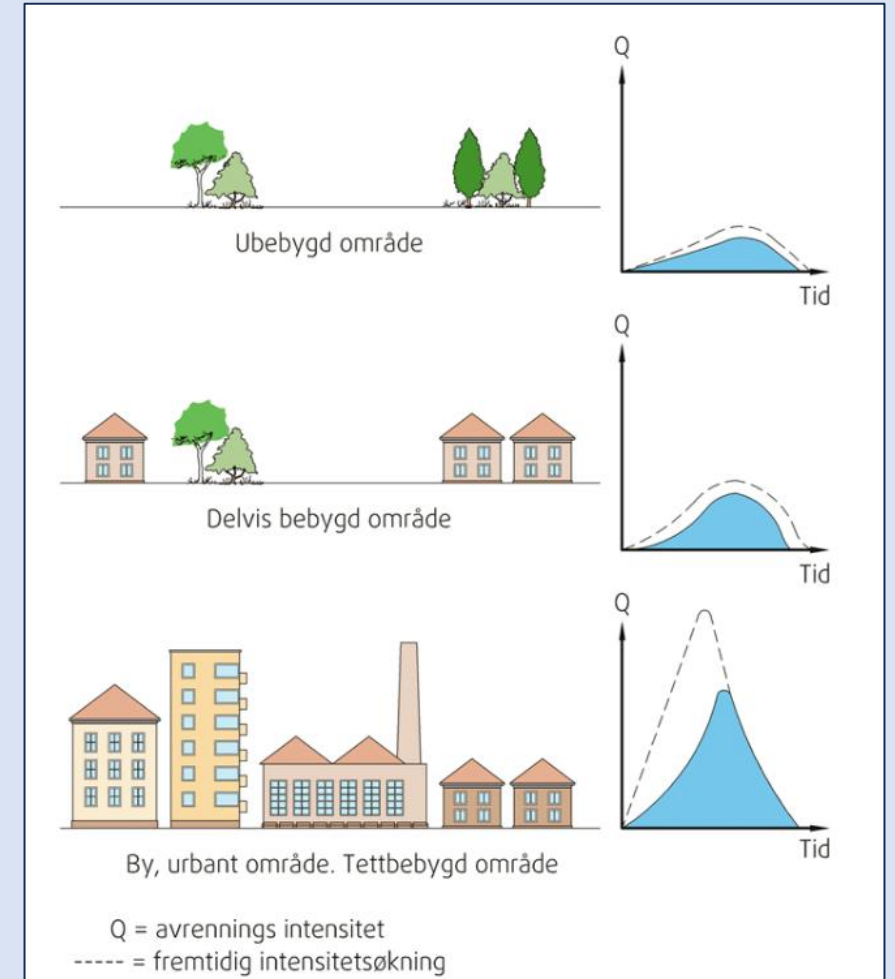 Q
Ubebygd område
Tid
Q
Delvis bebygd område
Tid
Q
By, urbant område. Tettbebygd område
Tid
Q = avrennings intensitet
----- = fremtidig intensitetsøkning